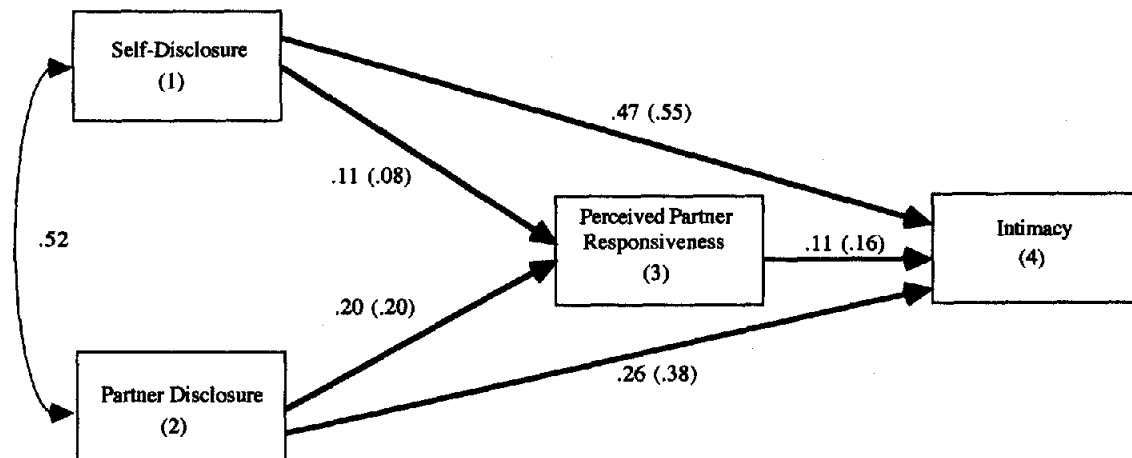 Self-Disclosure
(1)
.47 (.55)
.11 (.08)
Perceived Partner
Responsiveness
(3)
.11 (.16)
Intimacy
(4)
.52
.20 (.20)
.26 (.38)
Partner Disclosure
(2)